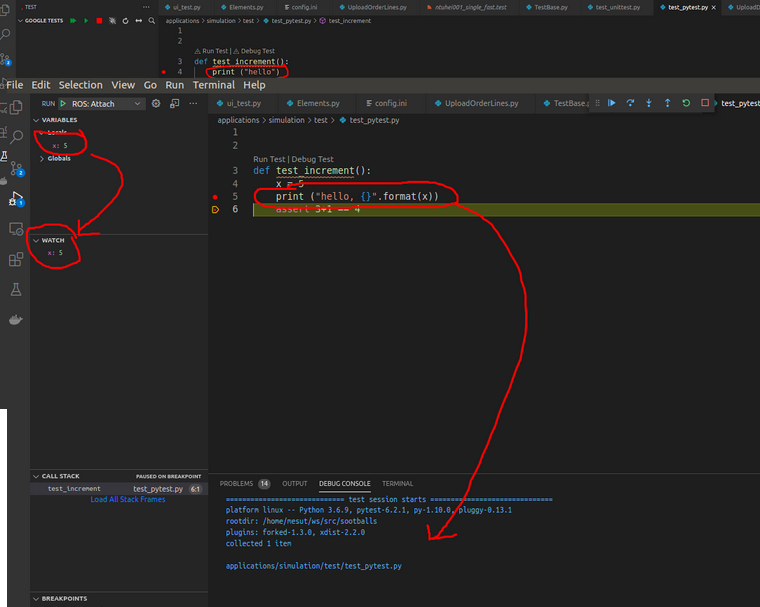 TEST
GOOGLE TESTS
ui_test.py
Elements.py
config.ini
UploadOrderLines.py
ntuhei001_single_fast.test
TestBase.py
test_unittest.py
test_pytest.py
UploadO
applications > simulation > test > test_pytest.py > test_increment
1
2
Run Test | Debug Test
3 def test_increment():
4 print ("hello")
File Edit Selection View Go Run Terminal Help
RUN ROS: Attach
ui_test.py
Elements.py
config.ini
UploadOrderLines.py
TestBase.
test_pyt
VARIABLES
Locals
x: 5
Globals
WATCH
x: 5
applications > simulation > test > test_pytest.py
1
2
Run Test | Debug Test
3 def test_increment():
4 x = 5
5 print ("hello, {}".format(x))
6 assert 3+1 == 4
2
2
1
CALL STACK PAUSED ON BREAKPOINT
test_increment test_pytest.py 6:1
Load All Stack Frames
BREAKPOINTS
PROBLEMS 14 OUTPUT DEBUG CONSOLE TERMINAL
============================= test session starts ==============================
platform linux -- Python 3.6.9, pytest-6.2.1, py-1.10.0, pluggy-0.13.1
rootdir: /home/mesut/ws/src/sootballs
plugins: forked-1.3.0, xdist-2.2.0
collected 1 item
applications/simulation/test/test_pytest.py